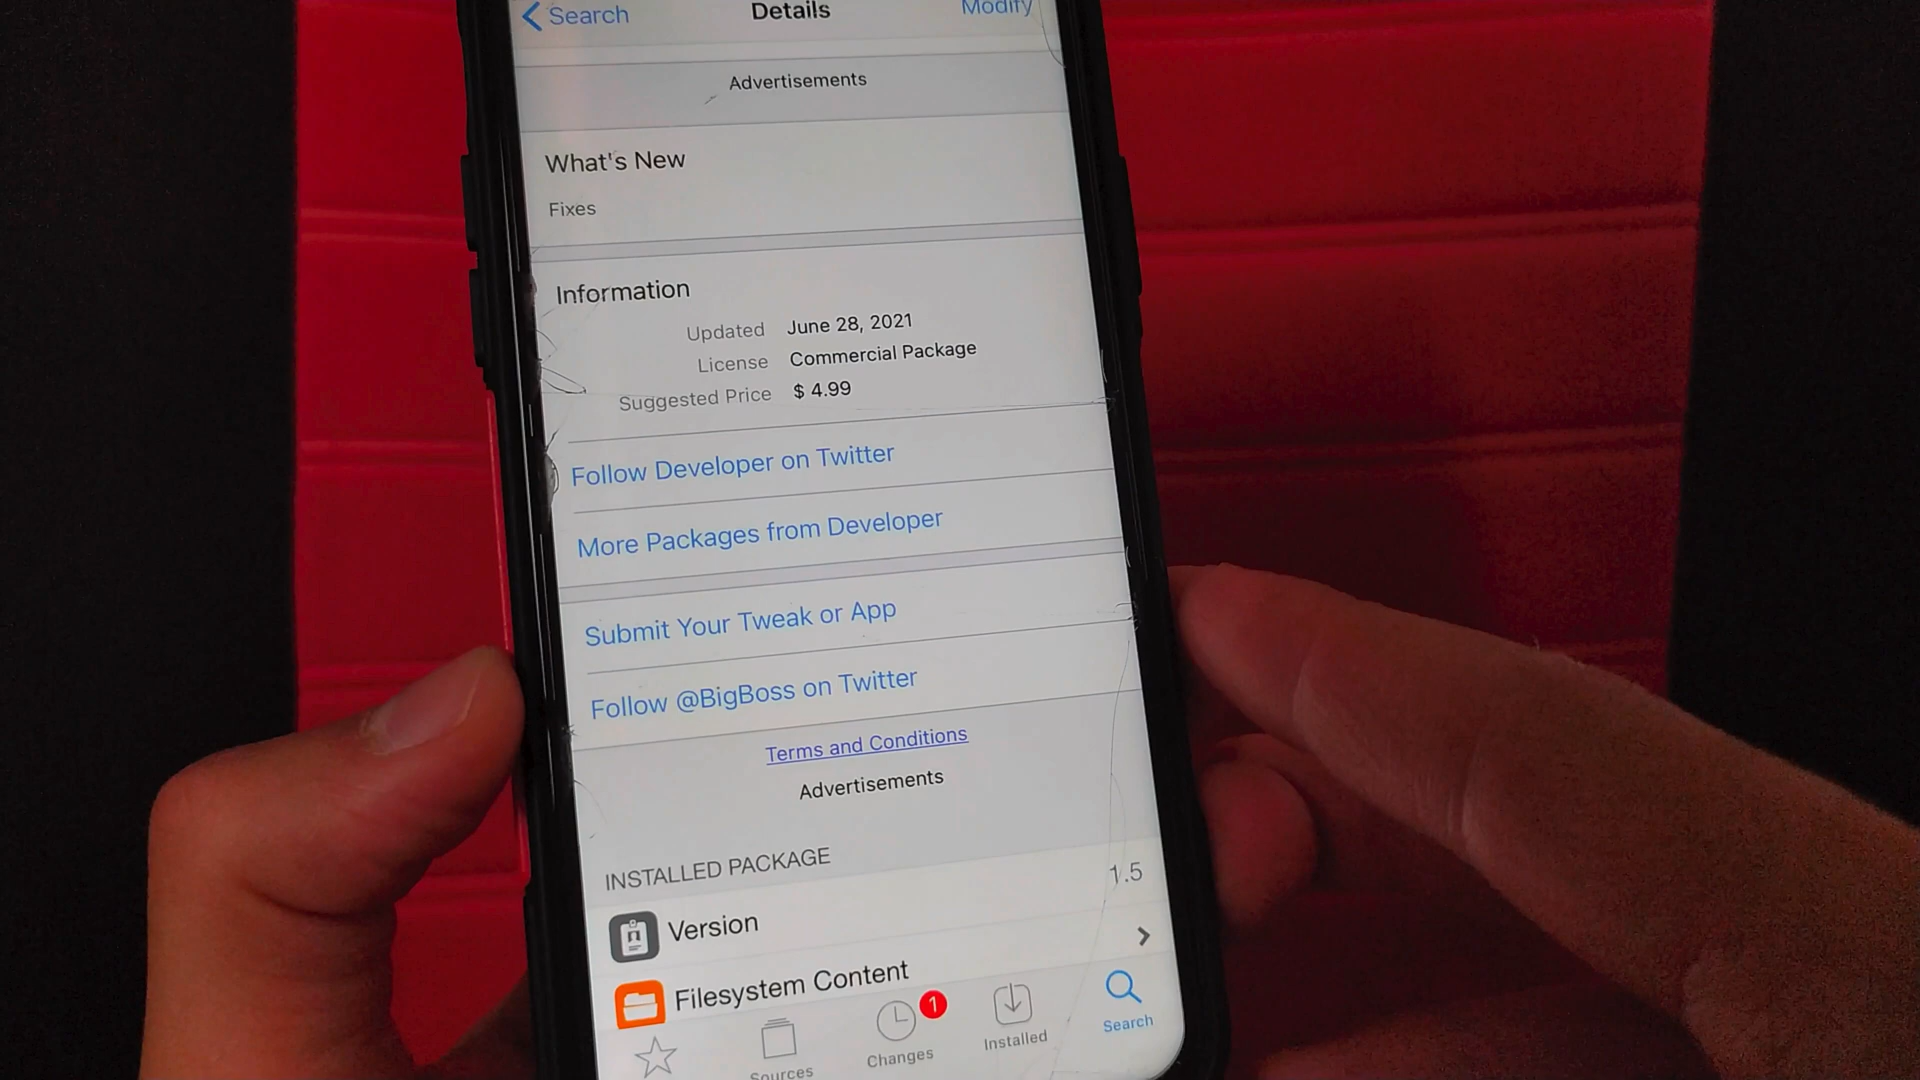 Search
Details
Modify
Advertisements
What's New
Fixes
Information
Updated June 28, 2021
License Commercial Package
Suggested Price $ 4.99
Follow Developer on Twitter
More Packages from Developer
Submit Your Tweak or App
Follow @BigBoss on Twitter
Terms and Conditions
Advertisements
INSTALLED PACKAGE
Version 1.5
Filesystem Content
Sources
Changes
1
Installed
Search